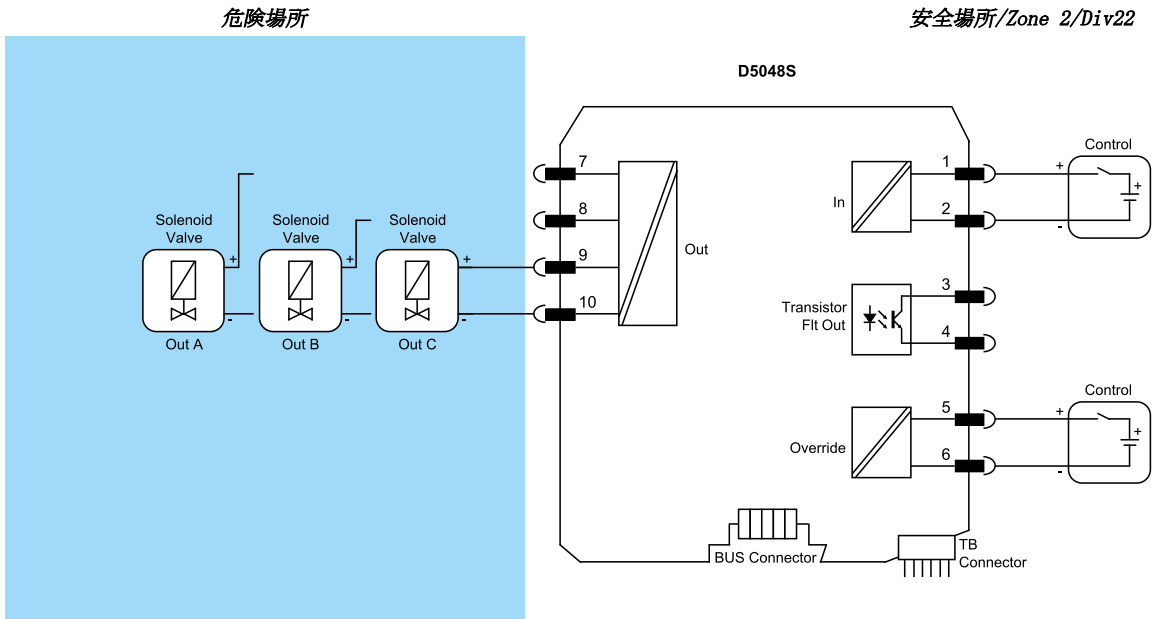 危険場所
安全場所/Zone 2/Div22
D5048S
Control
7
1
+
+
8
In
2
-
Solenoid
Valve
Solenoid
Valve
Solenoid
Valve
9
Out
+
+
+
10
3
Transistor
Flt Out
4
-
-
-
Out A
Out B
Out C
Control
5
+
+
Override
6
-
BUS Connector
TB
Connector